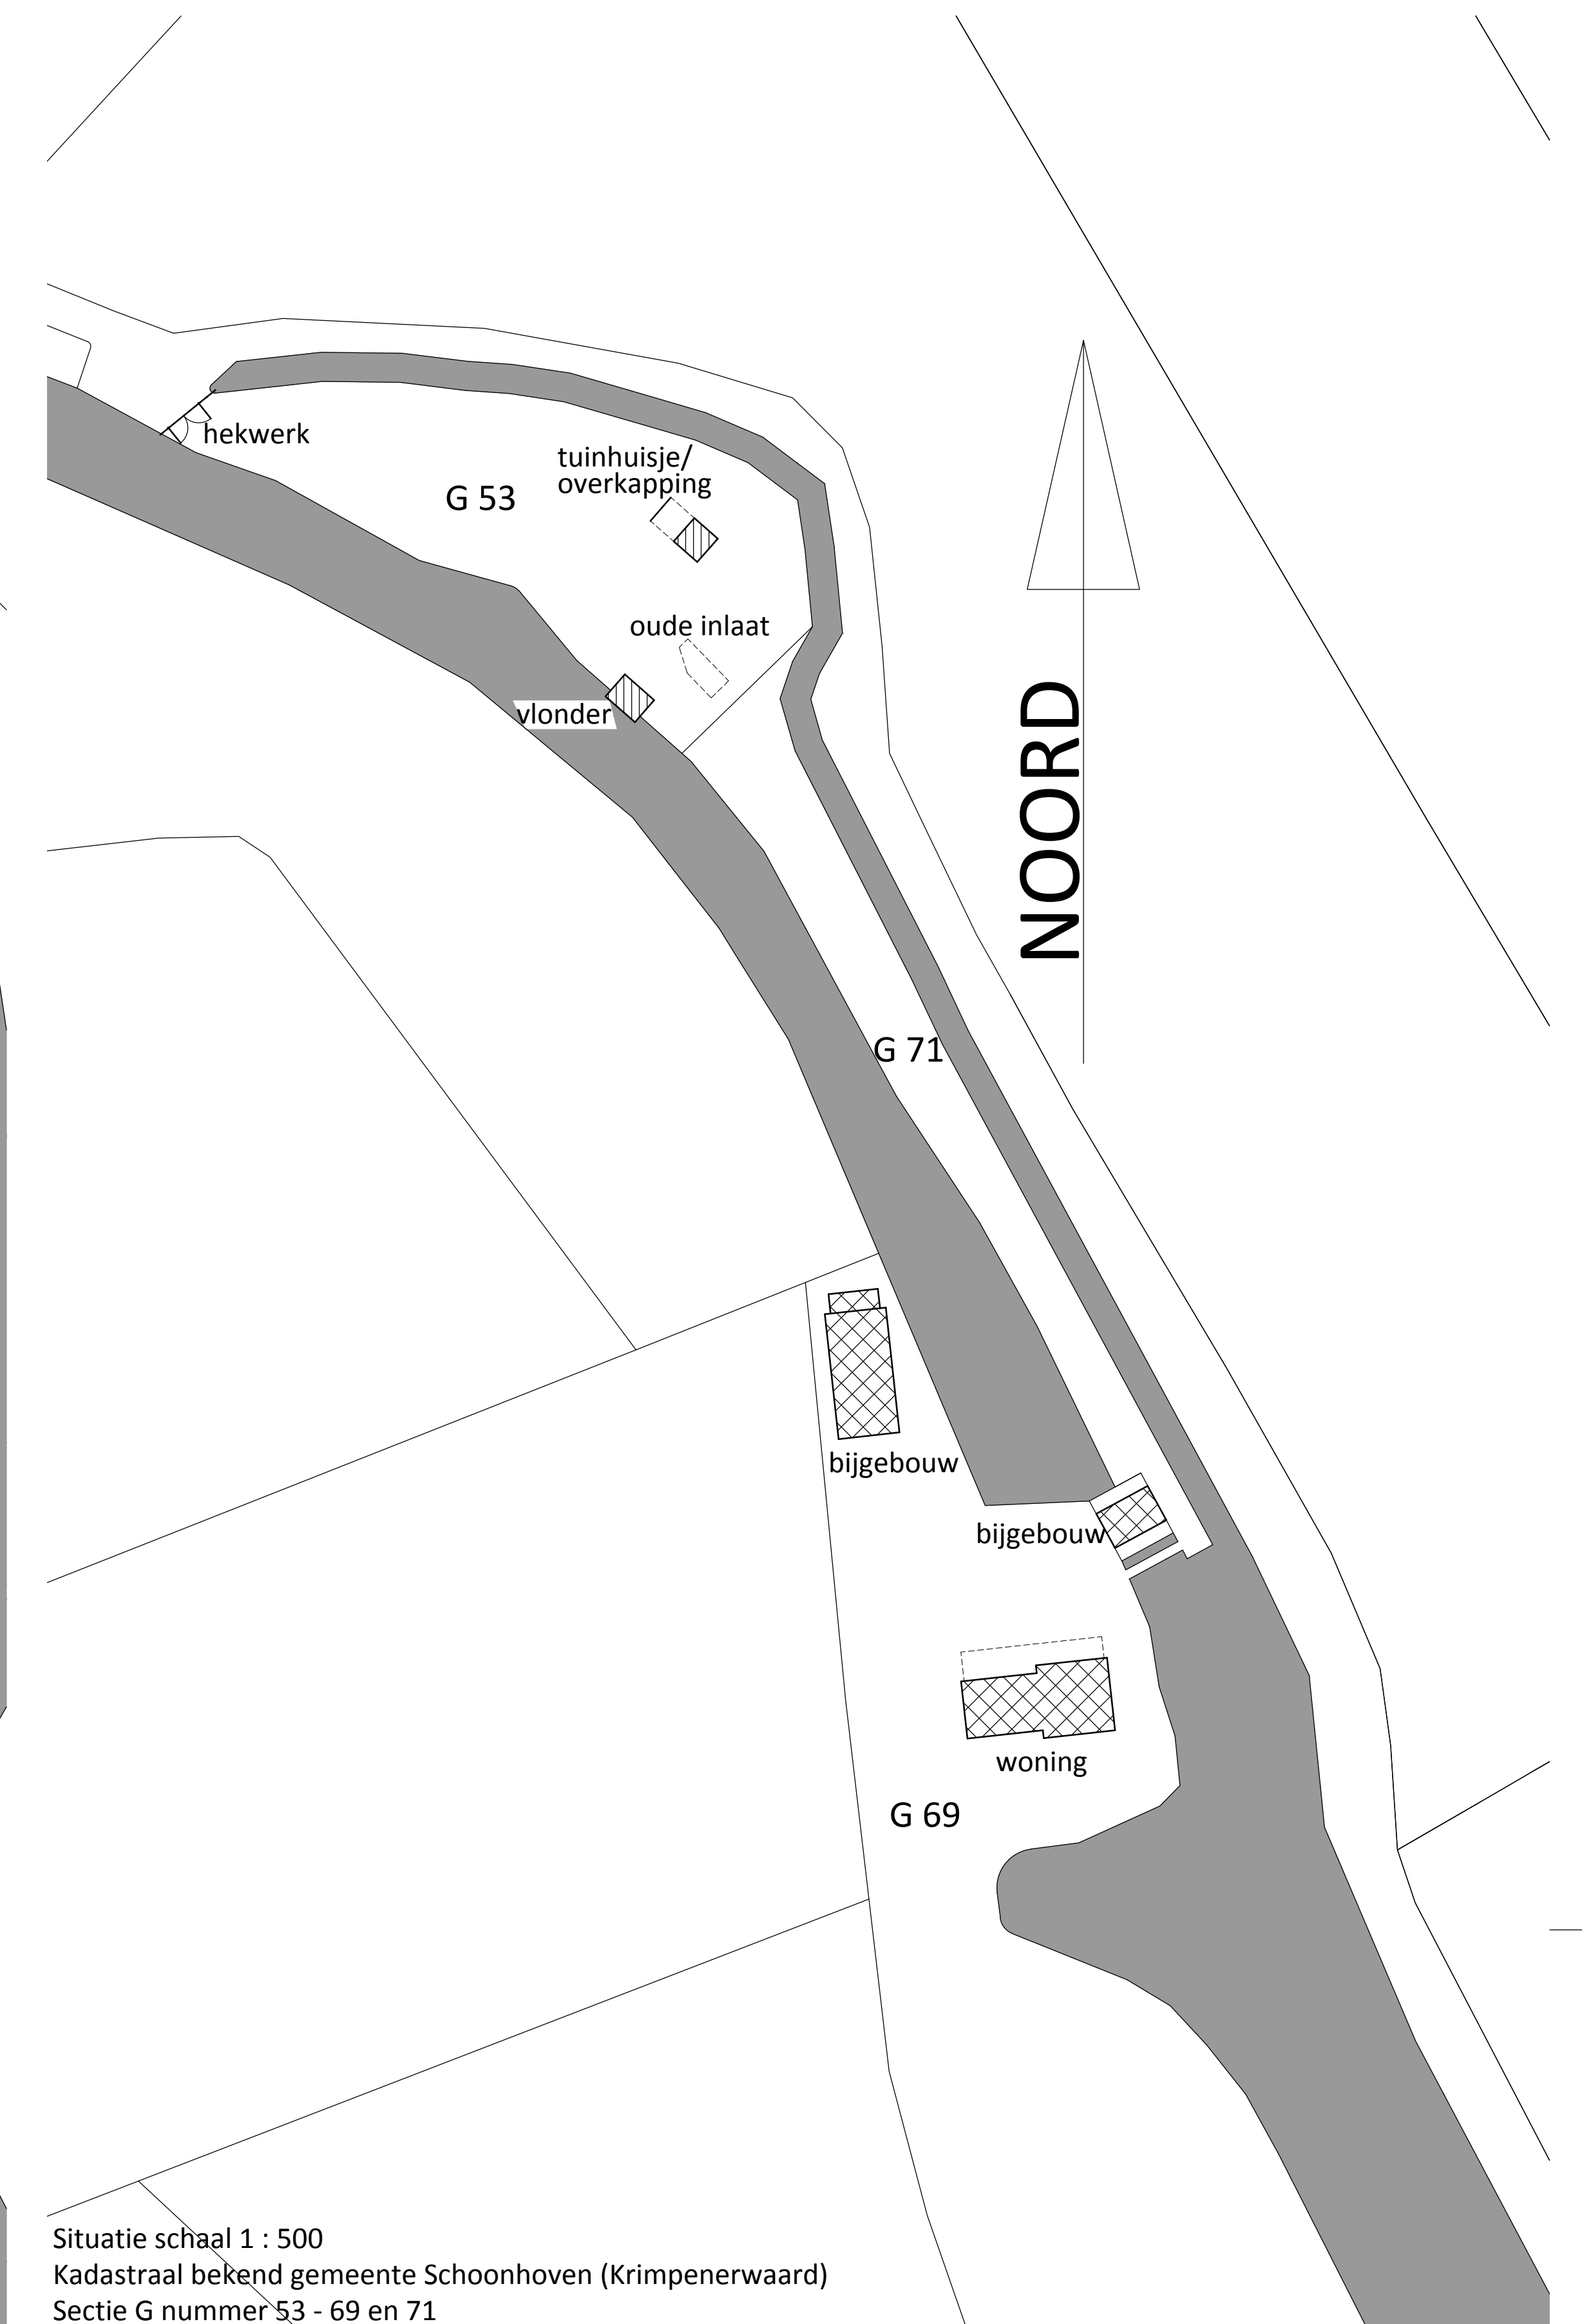 hekwerk
tuinhuisje/
overkapping
G 53
oude inlaat
vlonder
NOORD
G 71
bijgebouw
bijgebouw
woning
G 69
Situatie schaal 1 : 500
Kadastraal bekend gemeente Schoonhoven (Krimpenerwaard)
Sectie G nummer 53 - 69 en 71